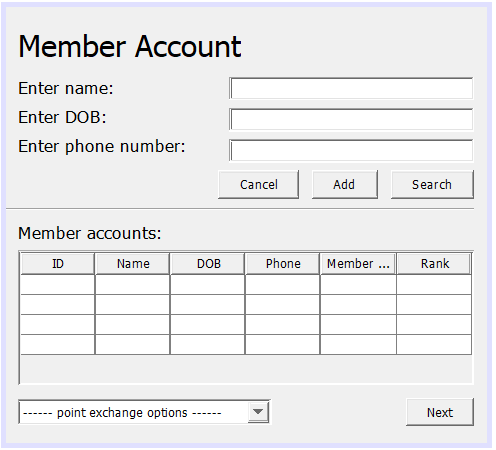 Member Account
Enter name:
Enter DOB:
Enter phone number:
Cancel Add Search
Member accounts:
ID Name DOB Phone Member ... Rank
------ point exchange options ------ Next